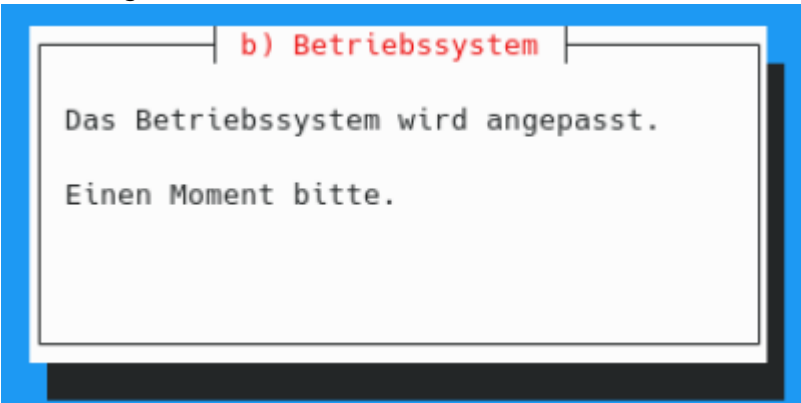 b) Betriebssystem
Das Betriebssystem wird angepasst.
Einen Moment bitte.